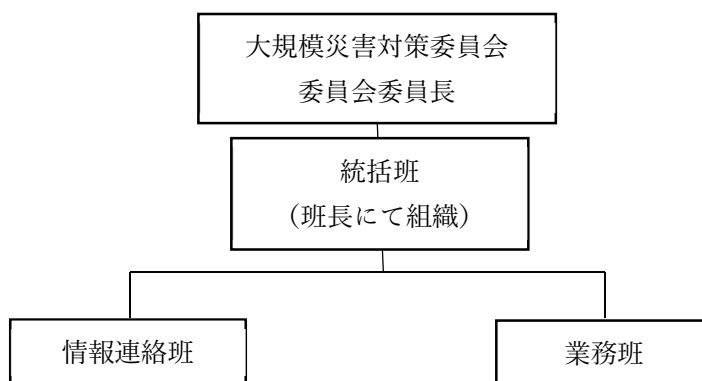 大規模災害対策委員会
委員会委員長
統括班
（班長にて組織）
情報連絡班
業務班